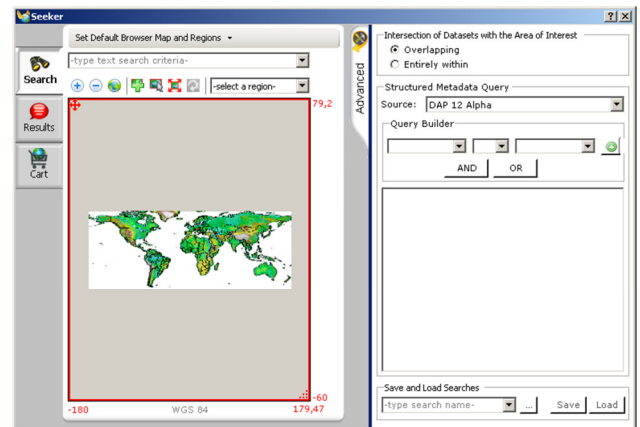 Seeker
Set Default Browser Map and Regions
-type text search criteria-
-select a region-
Search
Results
Cart
79,2
-60
-180
WGS 84
179,47
Advanced
Intersection of Datasets with the Area of Interest
Overlapping
Entirely within
Structured Metadata Query
Source: DAP 12 Alpha
Query Builder
AND OR
Save and Load Searches
-type search name- ... Save Load